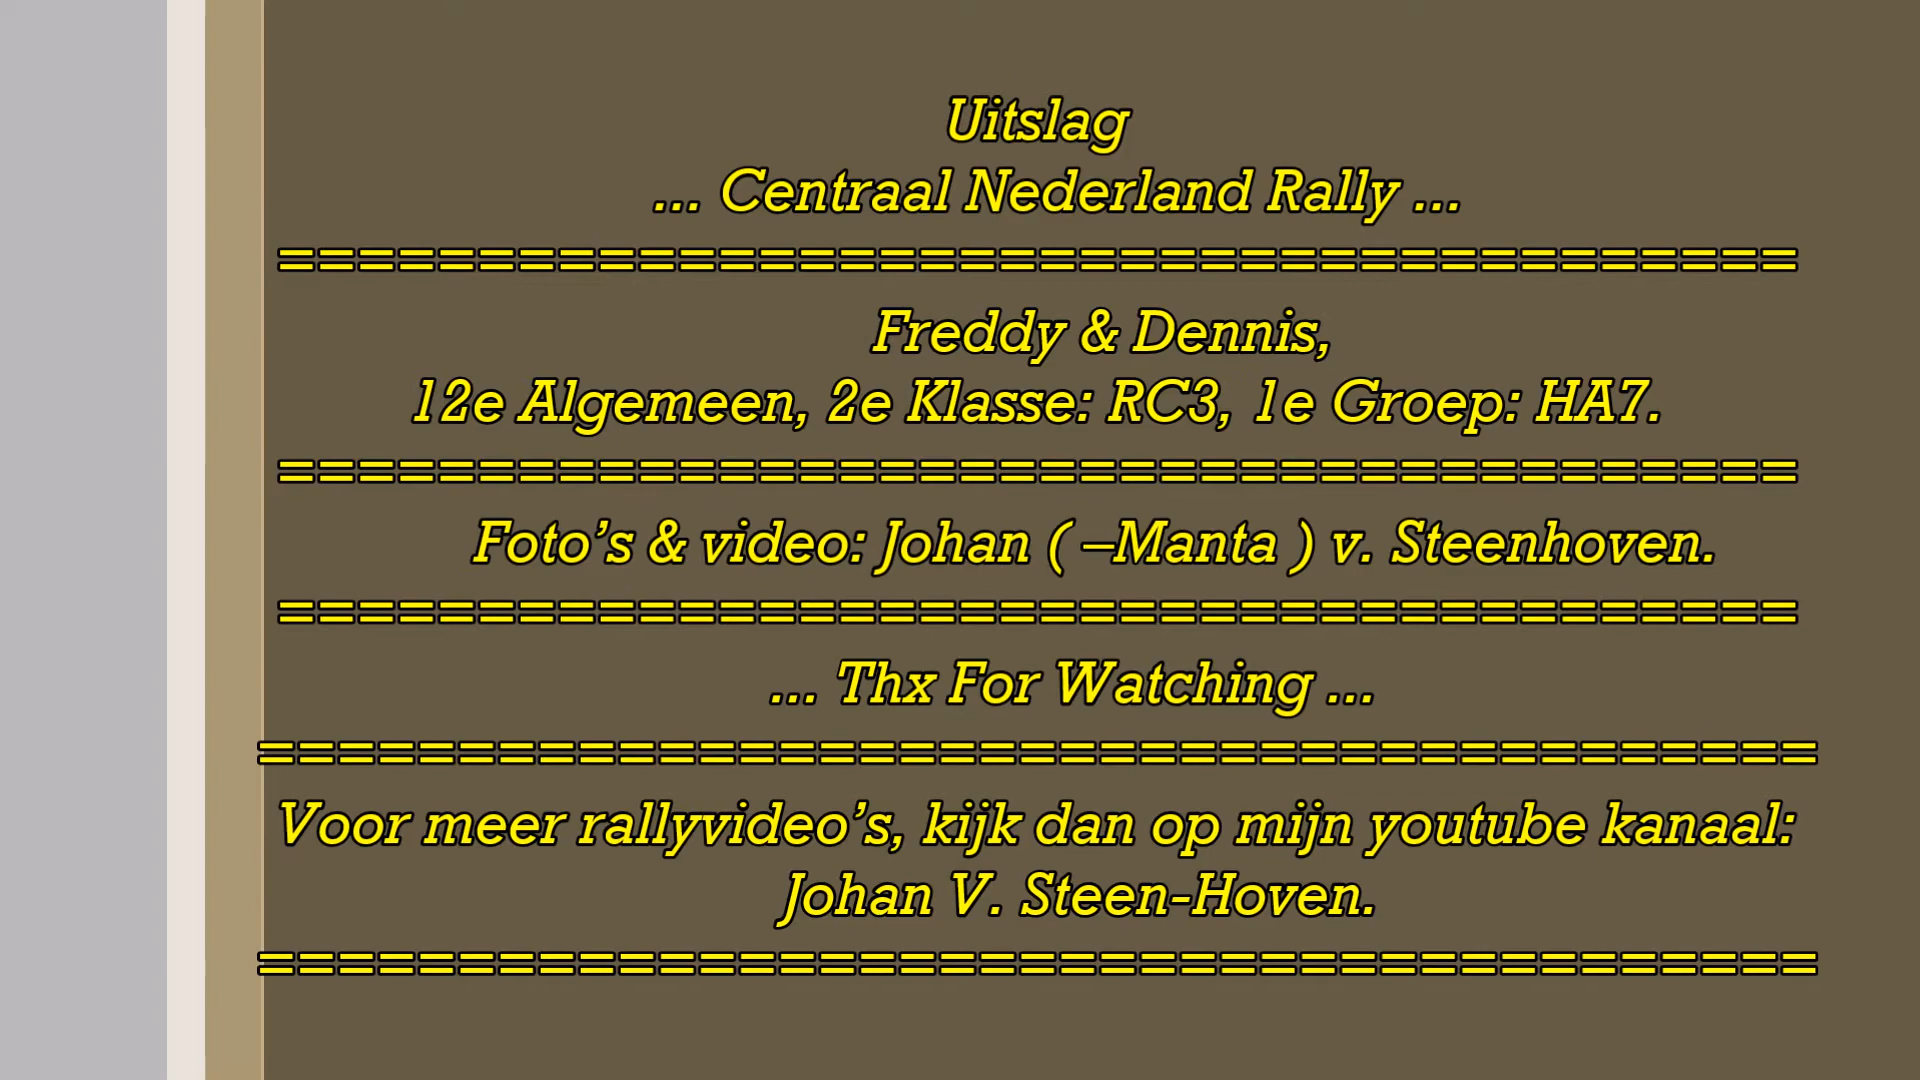 Uitslag
... Centraal Nederland Rally ...
======================================
Freddy & Dennis,
12e Algemeen, 2e Klasse: RC3, 1e Groep: HA7.
======================================
Foto’s & video: Johan ( –Manta ) v. Steenhoven.
======================================
... Thx For Watching ...
=======================================
Voor meer rallyvideo’s, kijk dan op mijn youtube kanaal:
Johan V. Steen-Hoven.
=======================================